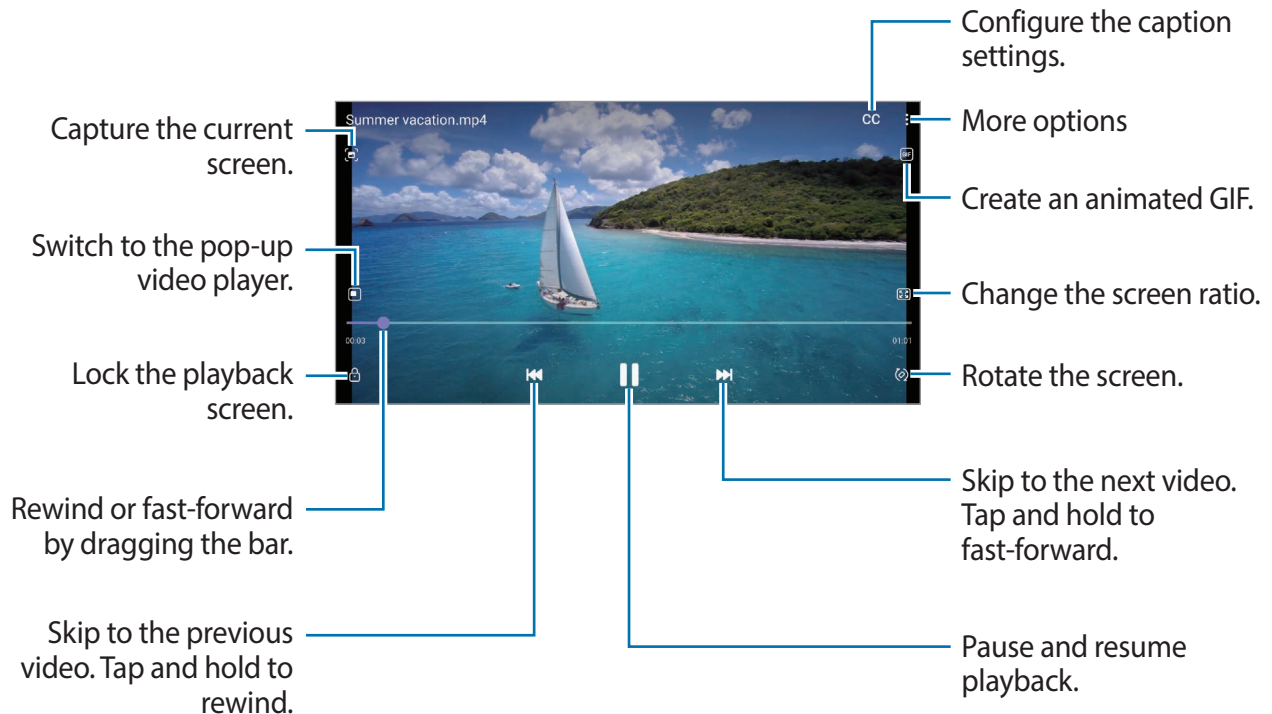 Configure the caption
settings.
Summer vacation.mp4
CC
More options
Capture the current
screen.
GIF
Create an animated GIF.
Switch to the pop-up
video player.
Change the screen ratio.
00:03
01:01
Lock the playback
screen.
Rotate the screen.
Rewind or fast-forward
by dragging the bar.
Skip to the next video.
Tap and hold to
fast-forward.
Skip to the previous
video. Tap and hold to
rewind.
Pause and resume
playback.